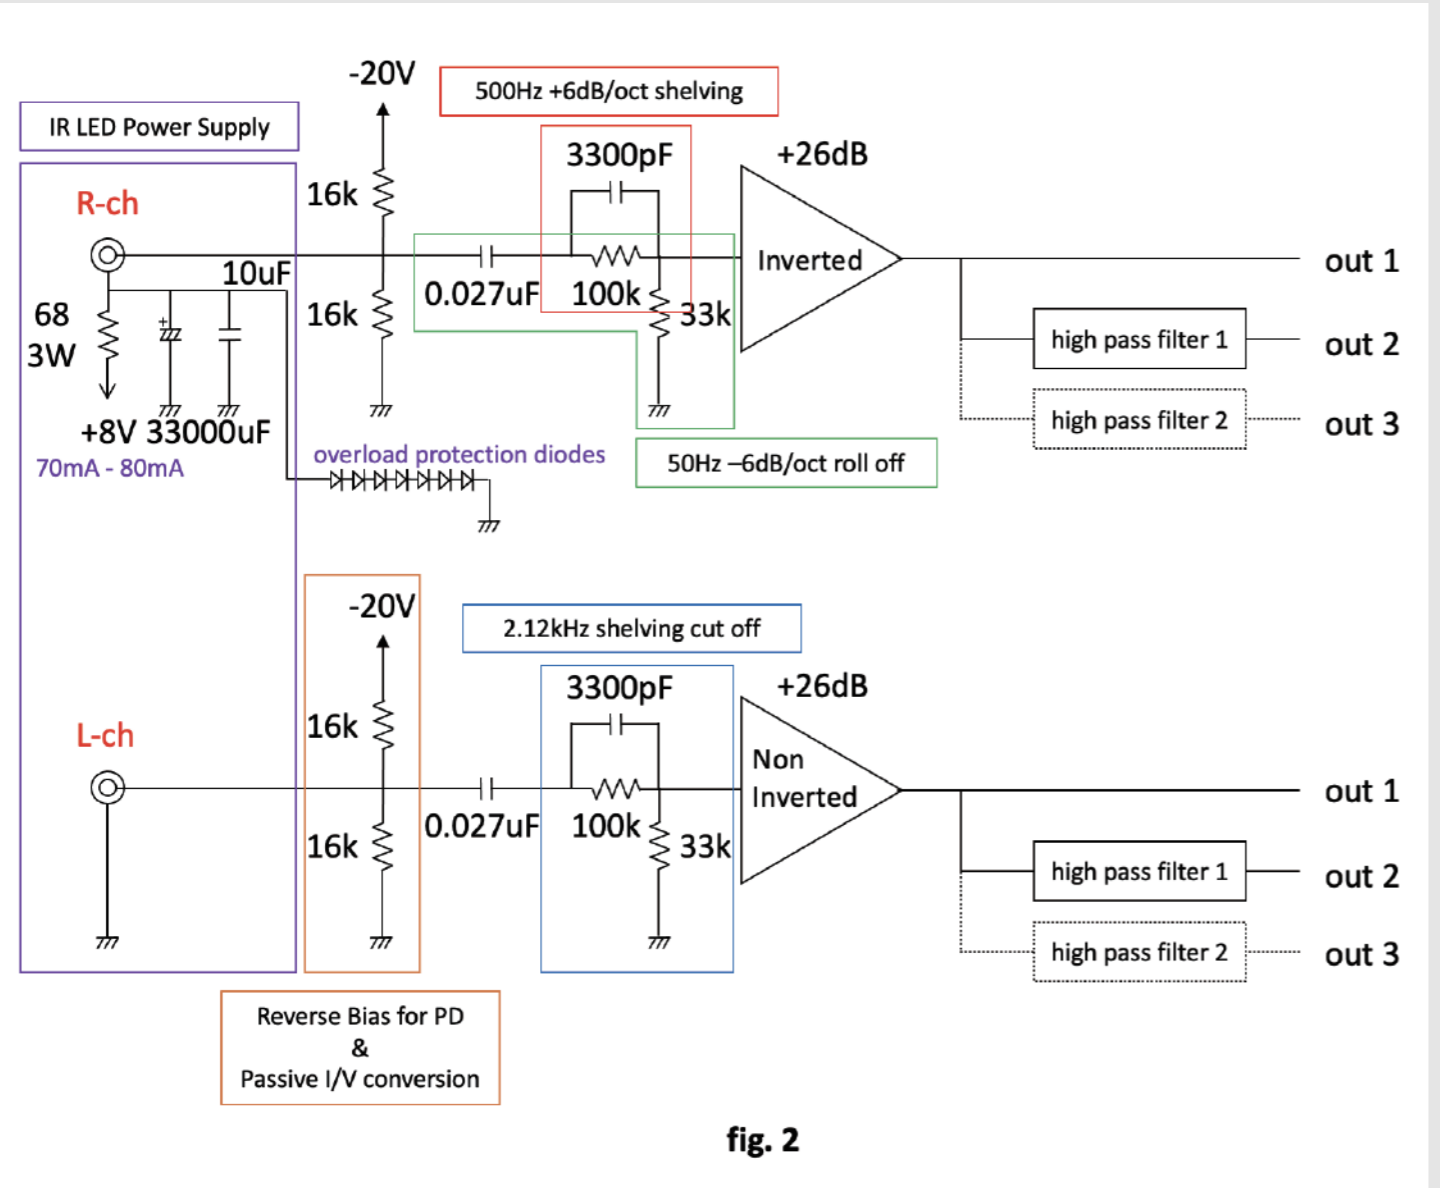 -20V
500Hz +6dB/oct shelving
IR LED Power Supply
3300pF
+26dB
16k
R-ch
10uF
Inverted
out 1
0.027uF
100k
68
16k
33k
3W
high pass filter 1
out 2
+8V 33000uF
high pass filter 2
out 3
70mA - 80mA
overload protection diodes
50Hz –6dB/oct roll off
-20V
2.12kHz shelving cut off
3300pF
+26dB
16k
L-ch
Non
Inverted
out 1
0.027uF
100k
16k
33k
high pass filter 1
out 2
high pass filter 2
out 3
Reverse Bias for PD
&
Passive I/V conversion
fig. 2